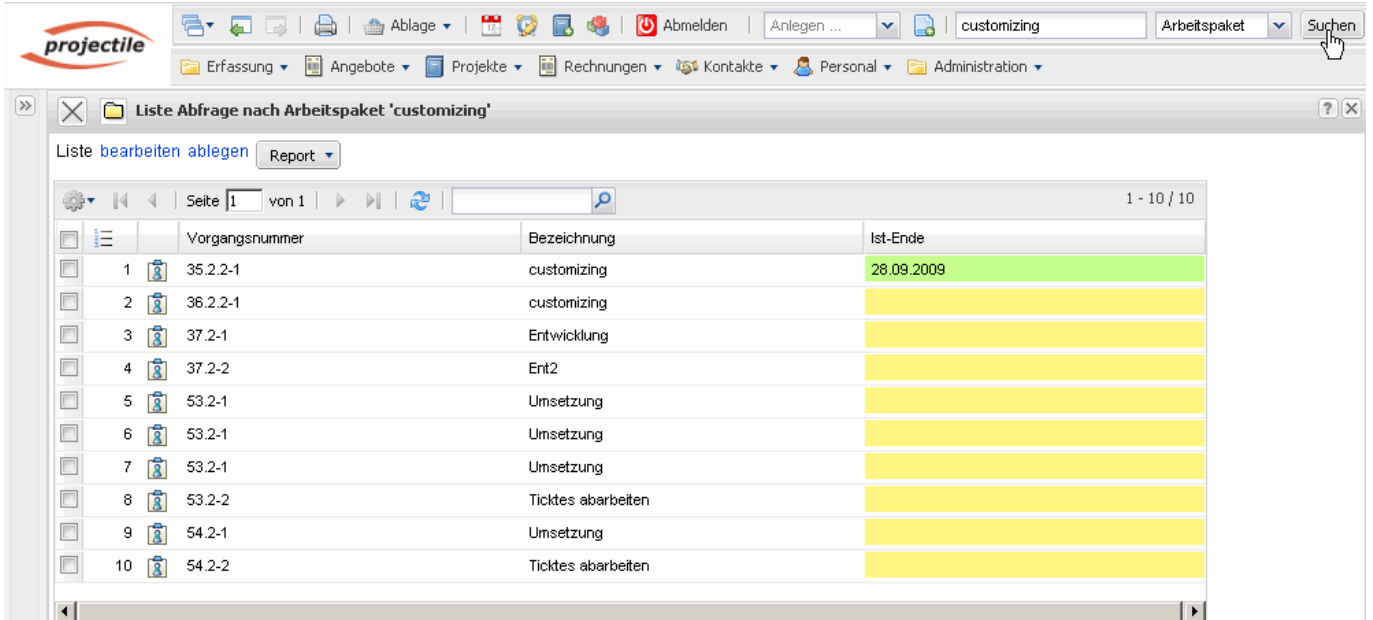 projectile
Ablage Abmelden Anlegen ... customizing Arbeitspaket Suchen
Erfassung Angebote Projekte Rechnungen Kontakte Personal Administration
Liste Abfrage nach Arbeitspaket 'customizing'
Liste bearbeiten ablegen Report
Seite 1 von 1 1 - 10 / 10
Vorgangsnummer Bezeichnung Ist-Ende
1 35.2.2-1 customizing 28.09.2009
2 36.2.2-1 customizing
3 37.2-1 Entwicklung
4 37.2-2 Ent2
5 53.2-1 Umsetzung
6 53.2-1 Umsetzung
7 53.2-1 Umsetzung
8 53.2-2 Ticktes abarbeiten
9 54.2-1 Umsetzung
10 54.2-2 Ticktes abarbeiten